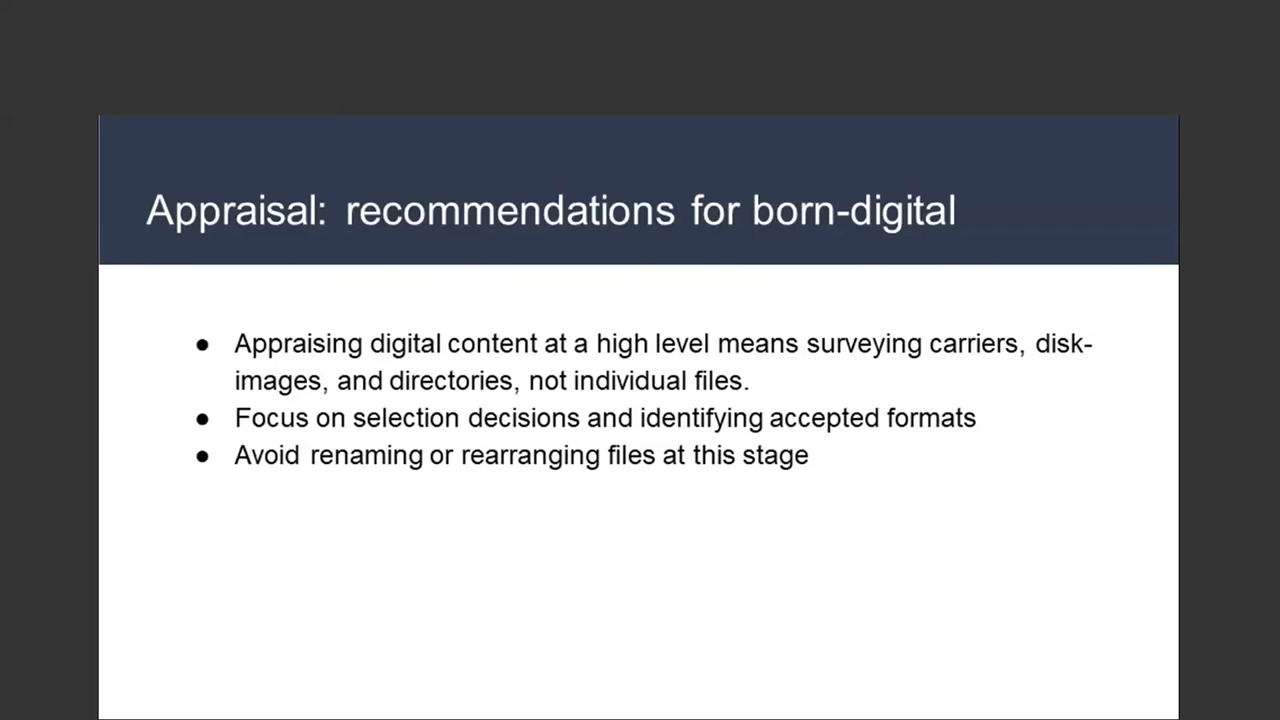 Appraisal: recommendations for born-digital
● Appraising digital content at a high level means surveying carriers, disk-
images, and directories, not individual files.
● Focus on selection decisions and identifying accepted formats
● Avoid renaming or rearranging files at this stage